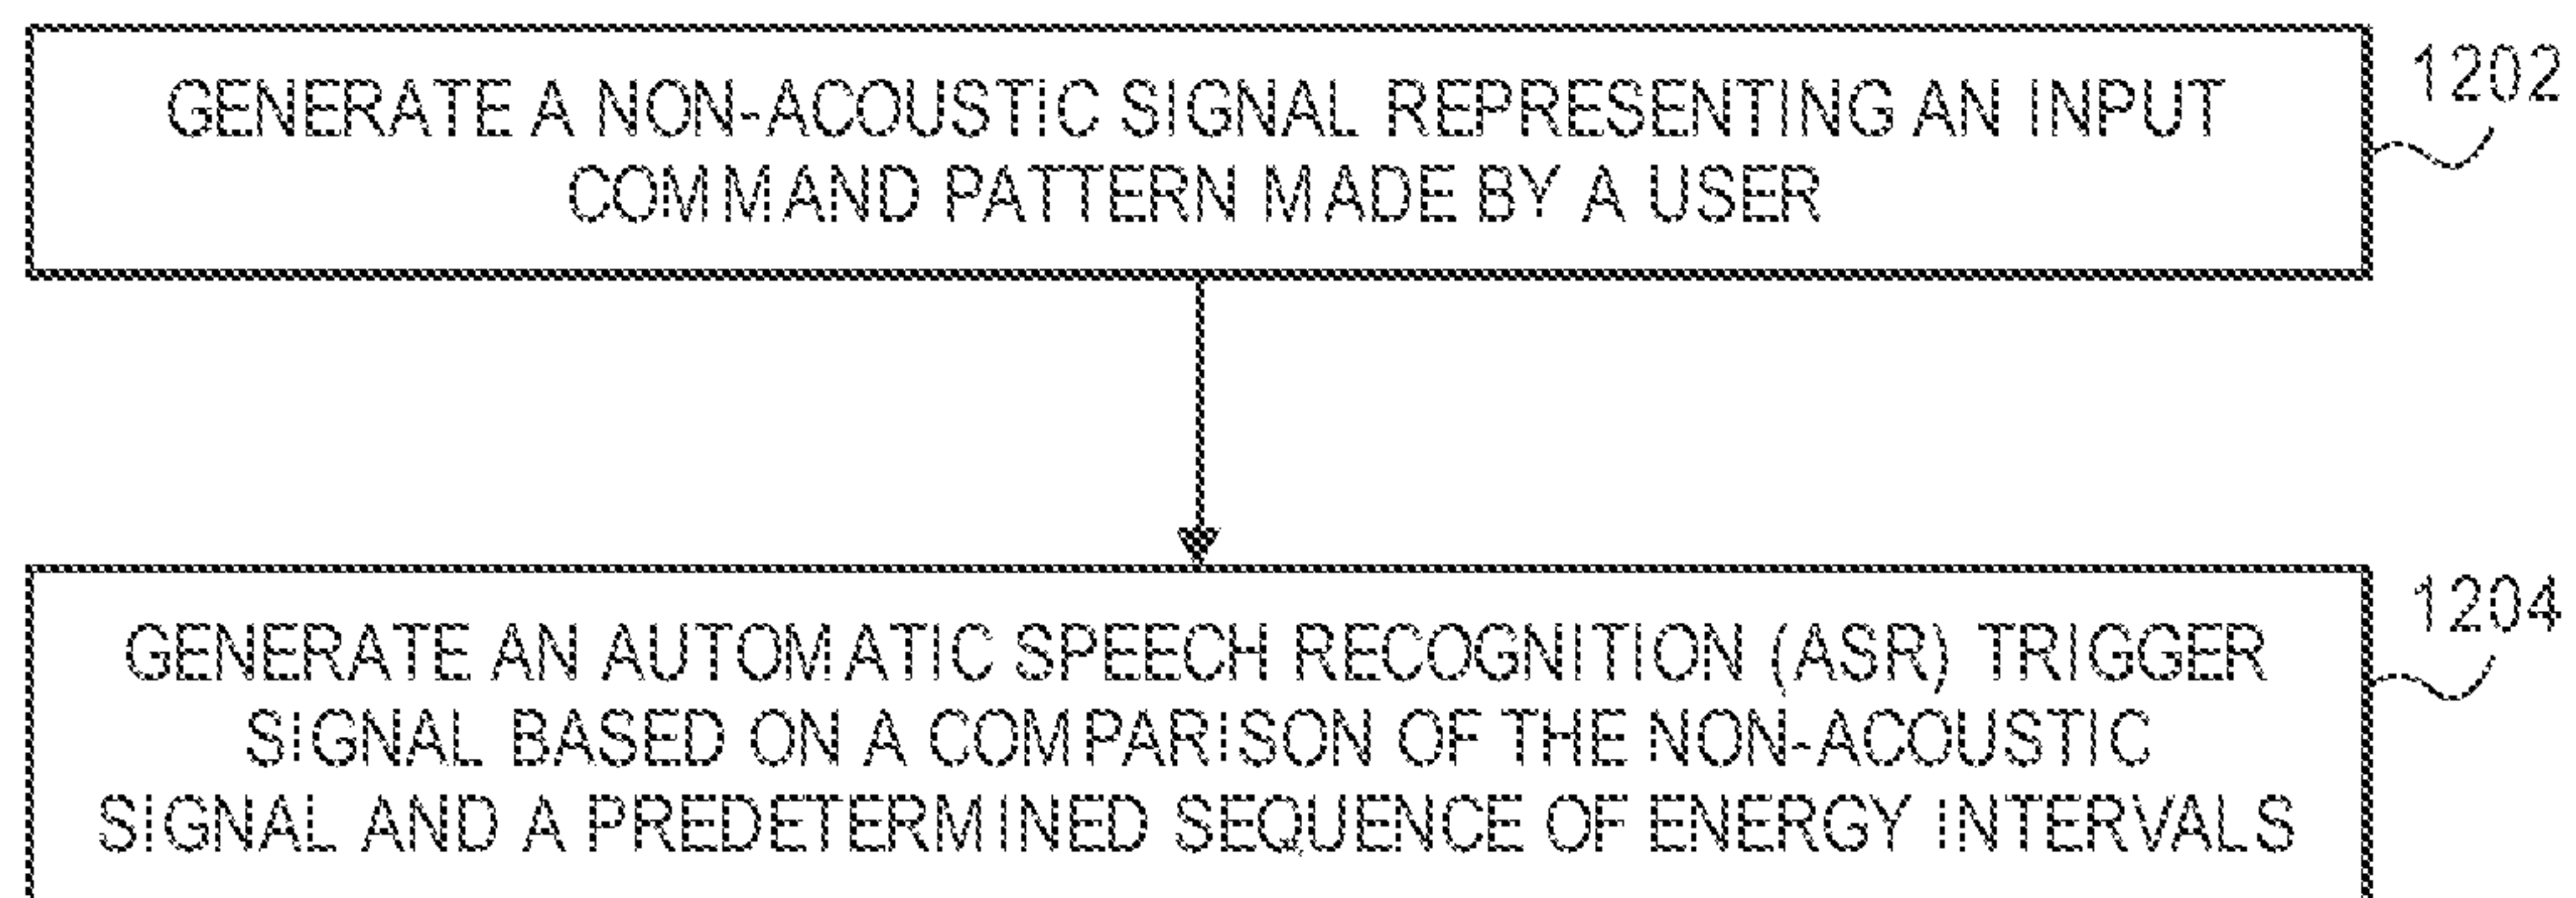 GENERATE A NON-ACOUSTIC SIGNAL REPRESENTING AN INPUT
COMMAND PATTERN MADE BY A USER
1202
GENERATE AN AUTOMATIC SPEECH RECOGNITION (ASR) TRIGGER
SIGNAL BASED ON A COMPARISON OF THE NON-ACOUSTIC
SIGNAL AND A PREDETERMINED SEQUENCE OF ENERGY INTERVALS
1204